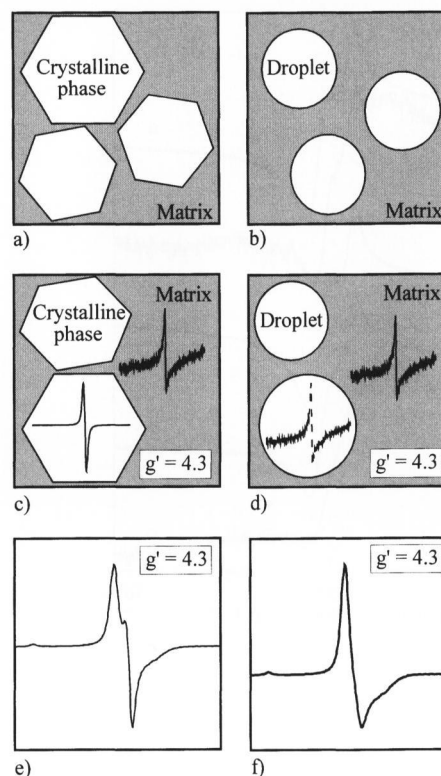 Crystalline
phase
Matrix
a)
Droplet
Matrix
b)
Matrix
Crystalline
phase
g' = 4.3
c)
Matrix
Droplet
g' = 4.3
d)
g' = 4.3
e)
g' = 4.3
f)